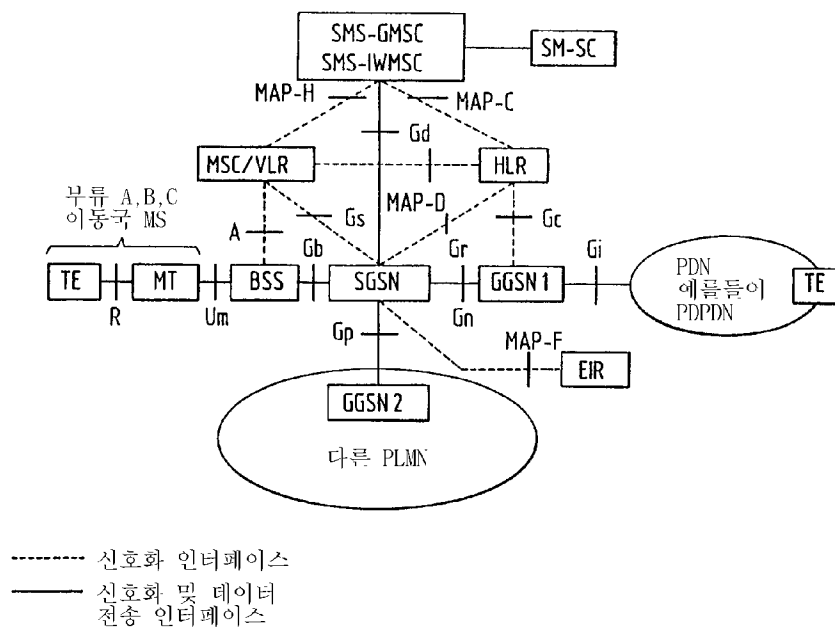 SMS-GMSC
SMS-IWMSC
SM-SC
MAP-H
MAP-C
Gd
MSC/VLR
HLR
부류 A,B,C
이동국 MS
MAP-D
A
Gs
Gc
Gb
Gr
Gi
TE
MT
BSS
SGSN
GGSN 1
PDN
예를들어
PDPDN
TE
R
Um
Gn
Gp
MAP-F
EIR
GGSN 2
다른 PLMN
신호화 인터페이스
신호화 및 데이터
전송 인터페이스